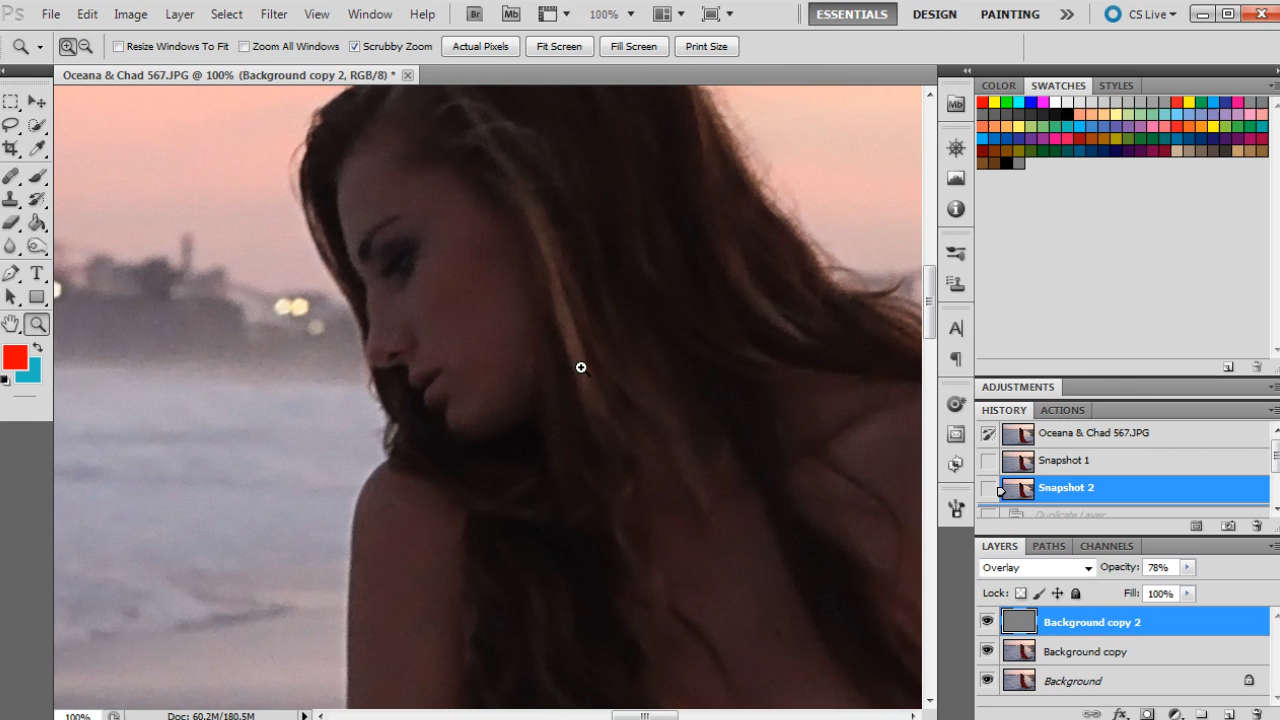 Ps File Edit Image Layer Select Filter View Window Help Br Mb 100% ESSENTIALS DESIGN PAINTING CS Live
Resize Windows To Fit Zoom All Windows Scrubby Zoom Actual Pixels Fit Screen Fill Screen Print Size
Oceana & Chad 567.JPG @ 100% (Background copy 2, RGB/8) *
COLOR SWATCHES STYLES
Mb
A
ADJUSTMENTS
HISTORY ACTIONS
Oceana & Chad 567.JPG
Snapshot 1
Snapshot 2
Duplicate Layer
LAYERS PATHS CHANNELS
Overlay Opacity: 78%
Lock: Fill: 100%
Background copy 2
Background copy
Background
100% Doc: 60.2M/180.5M